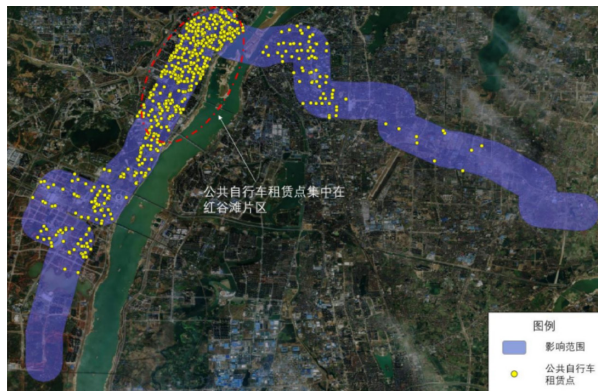 公共自行车租赁点集中在
红谷滩片区
图例
影响范围
公共自行车
租赁点